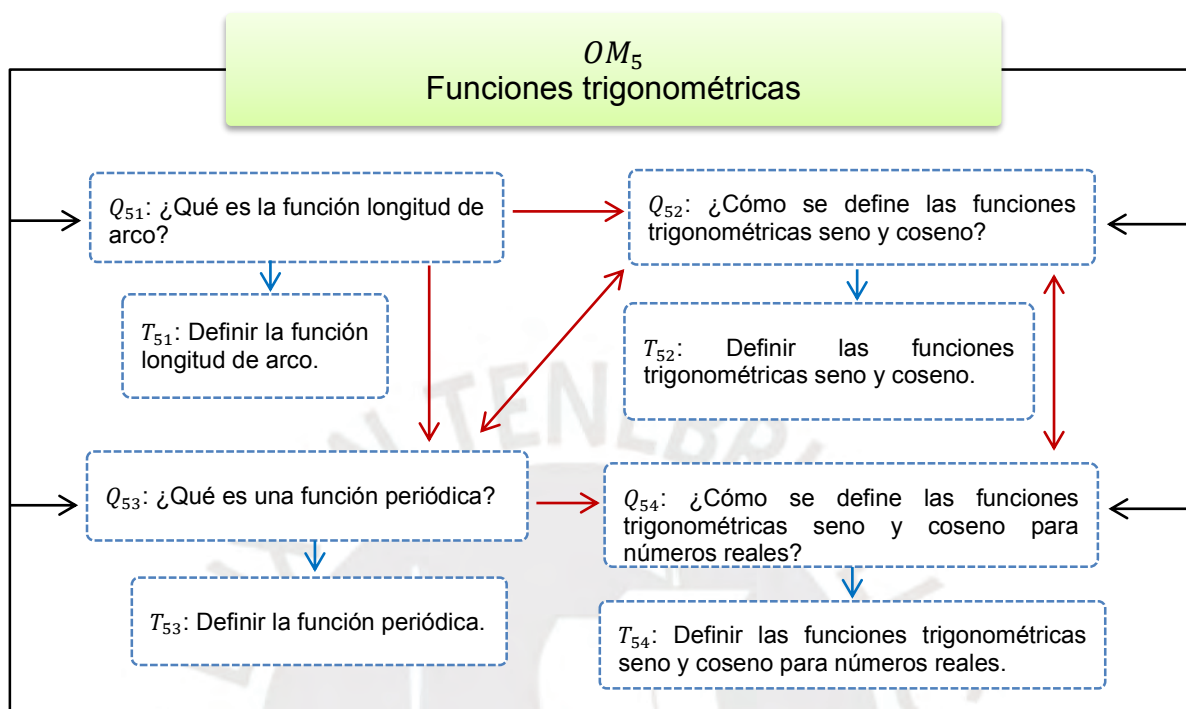 OM₅
Funciones trigonométricas
Q₅₁: ¿Qué es la función longitud de
arco?
Q₅₂: ¿Cómo se define las funciones
trigonométricas seno y coseno?
T₅₁: Definir la función
longitud de arco.
T₅₂: Definir las funciones
trigonométricas seno y coseno.
Q₅₃: ¿Qué es una función periódica?
Q₅₄: ¿Cómo se define las funciones
trigonométricas seno y coseno para
números reales?
T₅₃: Definir la función periódica.
T₅₄: Definir las funciones trigonométricas
seno y coseno para números reales.